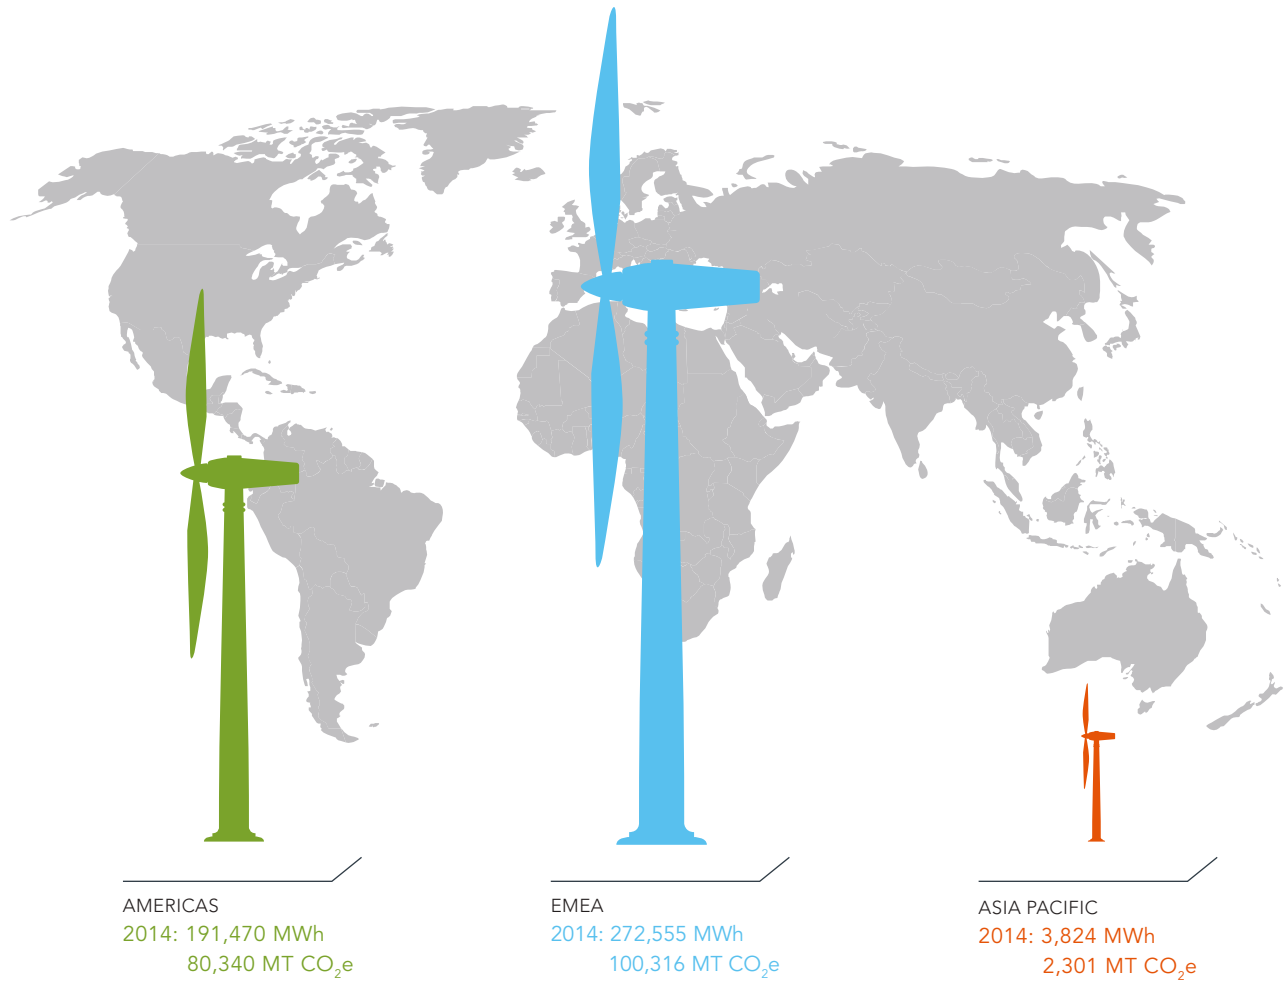 AMERICAS
2014: 191,470 MWh
80,340 MT CO₂e
EMEA
2014: 272,555 MWh
100,316 MT CO₂e
ASIA PACIFIC
2014: 3,824 MWh
2,301 MT CO₂e